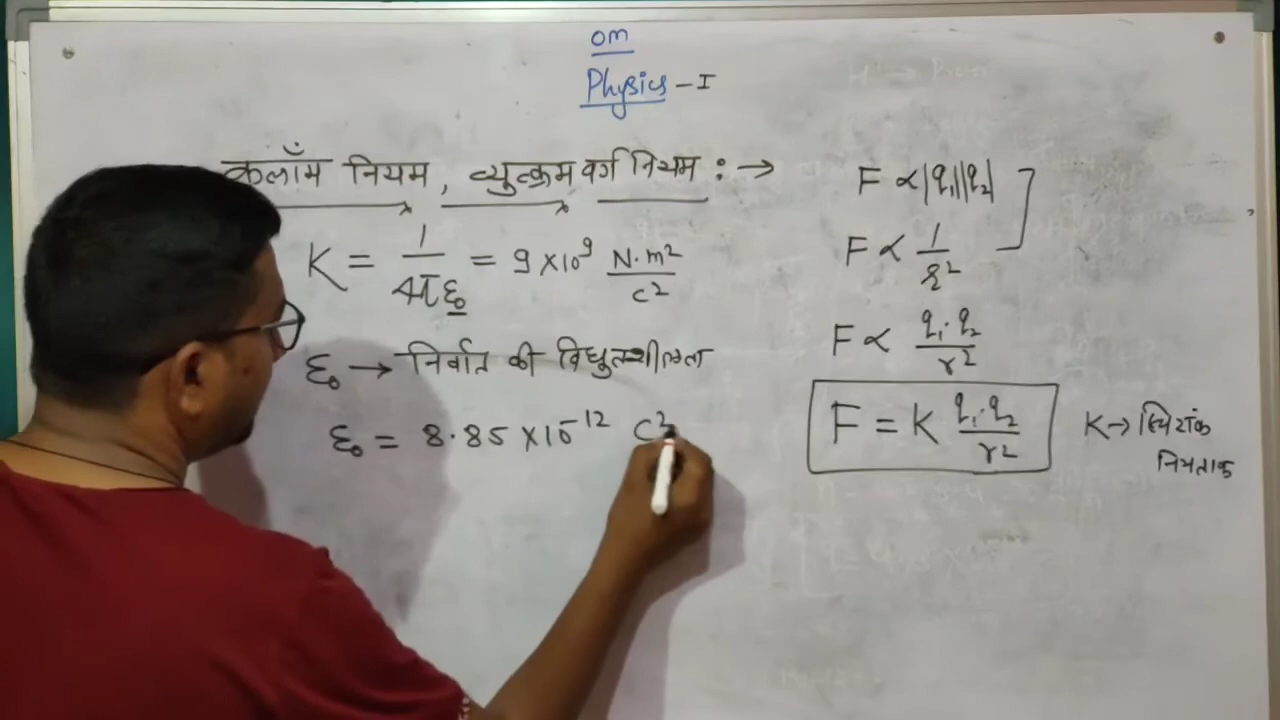 om
Physics - I
कूलॉंम नियम , व्युत्क्रम वर्ग नियम : →
K = 1/4πε₀ = 9 × 10⁹ N·m²/C²
ε₀ → निर्वात की विधुतशीलता
ε₀ = 8.85 × 10⁻¹² C²
F ∝ |q₁||q₂|
F ∝ 1/r²
F ∝ q₁·q₂/r²
F = K q₁·q₂/r²
K → स्थिरांक
नियतांक